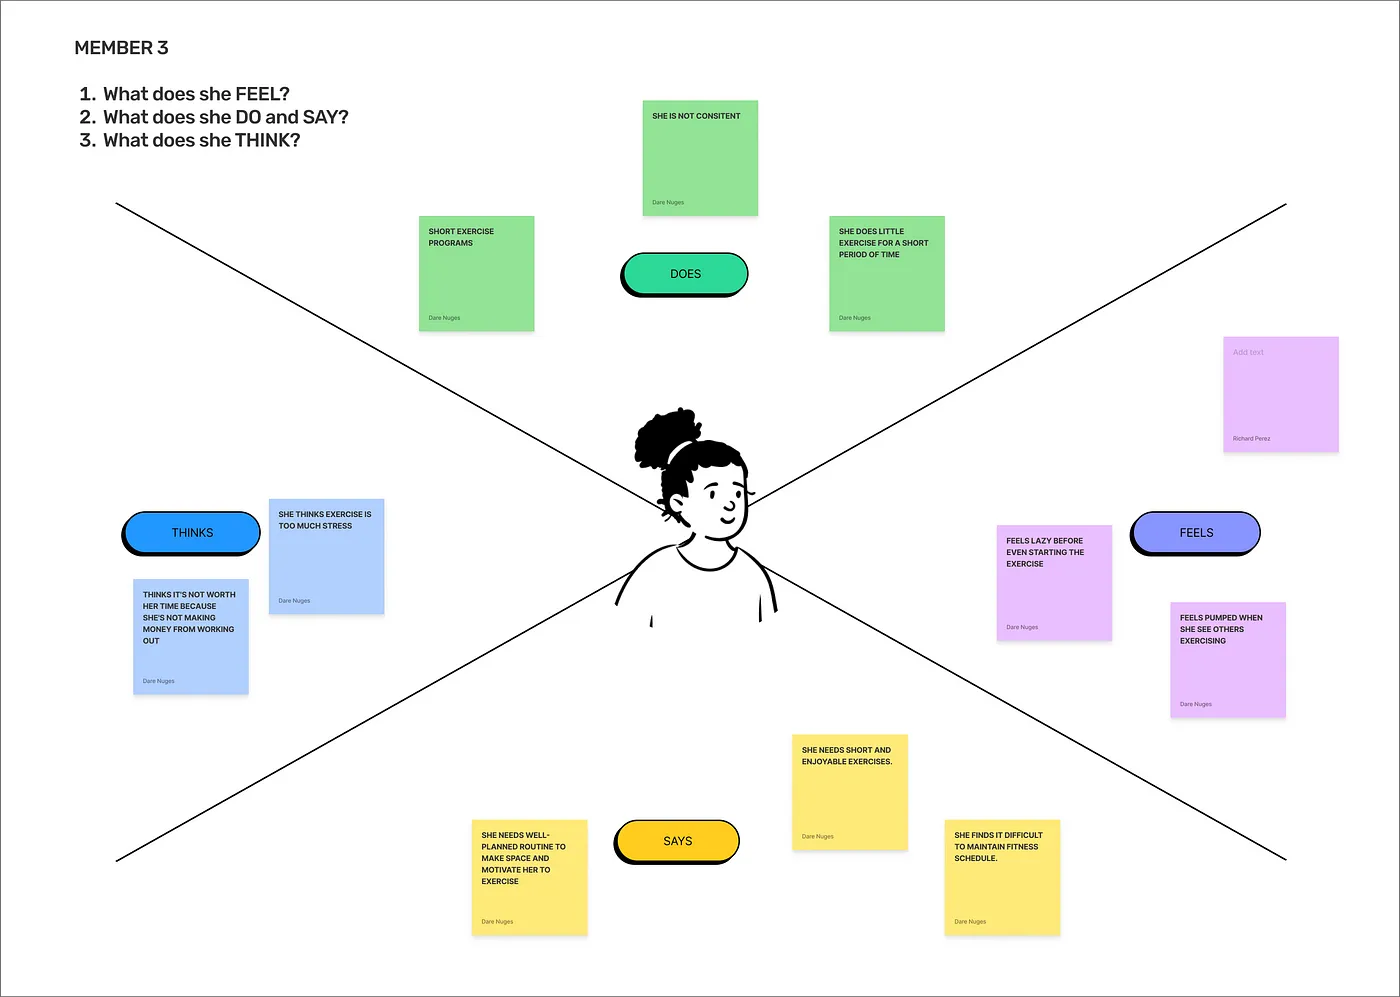 MEMBER 3
1. What does she FEEL?
2. What does she DO and SAY?
3. What does she THINK?
SHE IS NOT CONSITENT
Dare Nuges
SHORT EXERCISE
PROGRAMS
Dare Nuges
DOES
SHE DOES LITTLE
EXERCISE FOR A SHORT
PERIOD OF TIME
Dare Nuges
Add text
Richard Perez
THINKS
SHE THINKS EXERCISE IS
TOO MUCH STRESS
Dare Nuges
THINKS IT'S NOT WORTH
HER TIME BECAUSE
SHE'S NOT MAKING
MONEY FROM WORKING
OUT
Dare Nuges
FEELS
FEELS LAZY BEFORE
EVEN STARTING THE
EXERCISE
Dare Nuges
FEELS PUMPED WHEN
SHE SEE OTHERS
EXERCISING
Dare Nuges
SHE NEEDS SHORT AND
ENJOYABLE EXERCISES.
Dare Nuges
SHE NEEDS WELL-
PLANNED ROUTINE TO
MAKE SPACE AND
MOTIVATE HER TO
EXERCISE
Dare Nuges
SAYS
SHE FINDS IT DIFFICULT
TO MAINTAIN FITNESS
SCHEDULE.
Dare Nuges